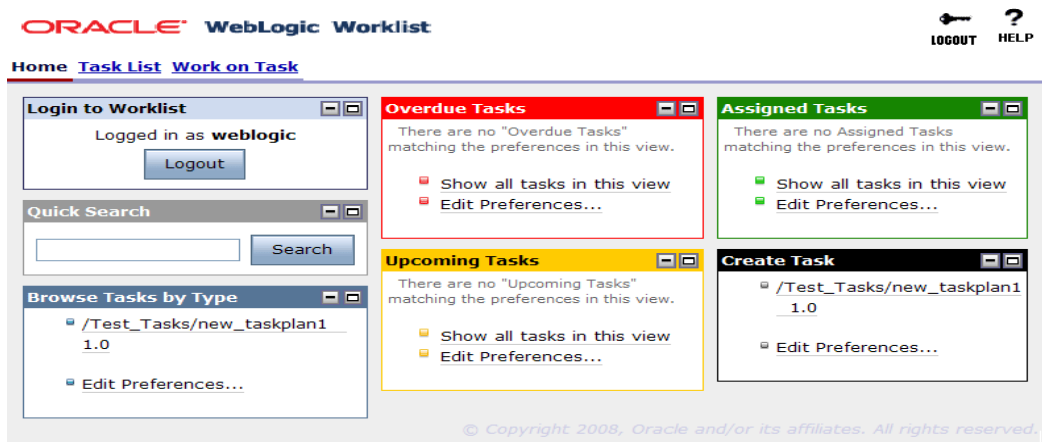 ORACLE WebLogic Worklist
LOGOUT HELP
Home Task List Work on Task
Login to Worklist
Logged in as weblogic
Logout
Quick Search
Search
Browse Tasks by Type
/Test_Tasks/new_taskplan1
1.0
Edit Preferences...
Overdue Tasks
There are no "Overdue Tasks"
matching the preferences in this view.
Show all tasks in this view
Edit Preferences...
Upcoming Tasks
There are no "Upcoming Tasks"
matching the preferences in this view.
Show all tasks in this view
Edit Preferences...
Assigned Tasks
There are no Assigned Tasks
matching the preferences in this view.
Show all tasks in this view
Edit Preferences...
Create Task
/Test_Tasks/new_taskplan1
1.0
Edit Preferences...
© Copyright 2008, Oracle and/or its affiliates. All rights reserved.